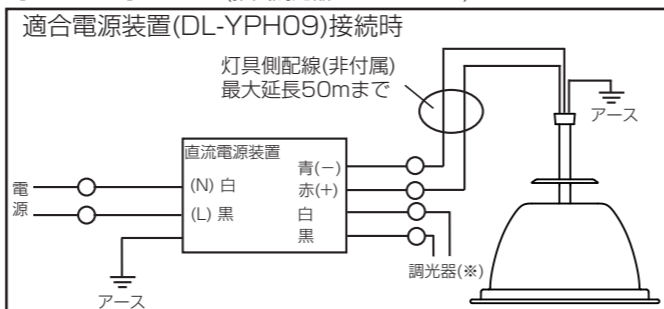 適合電源装置(DL-YPH09)接続時
灯具側配線(非付属)
最大延長50mまで
アース
直流電源装置
電源
(N) 白
(L) 黒
青(−)
赤(+)
白
黒
調光器(※)
アース